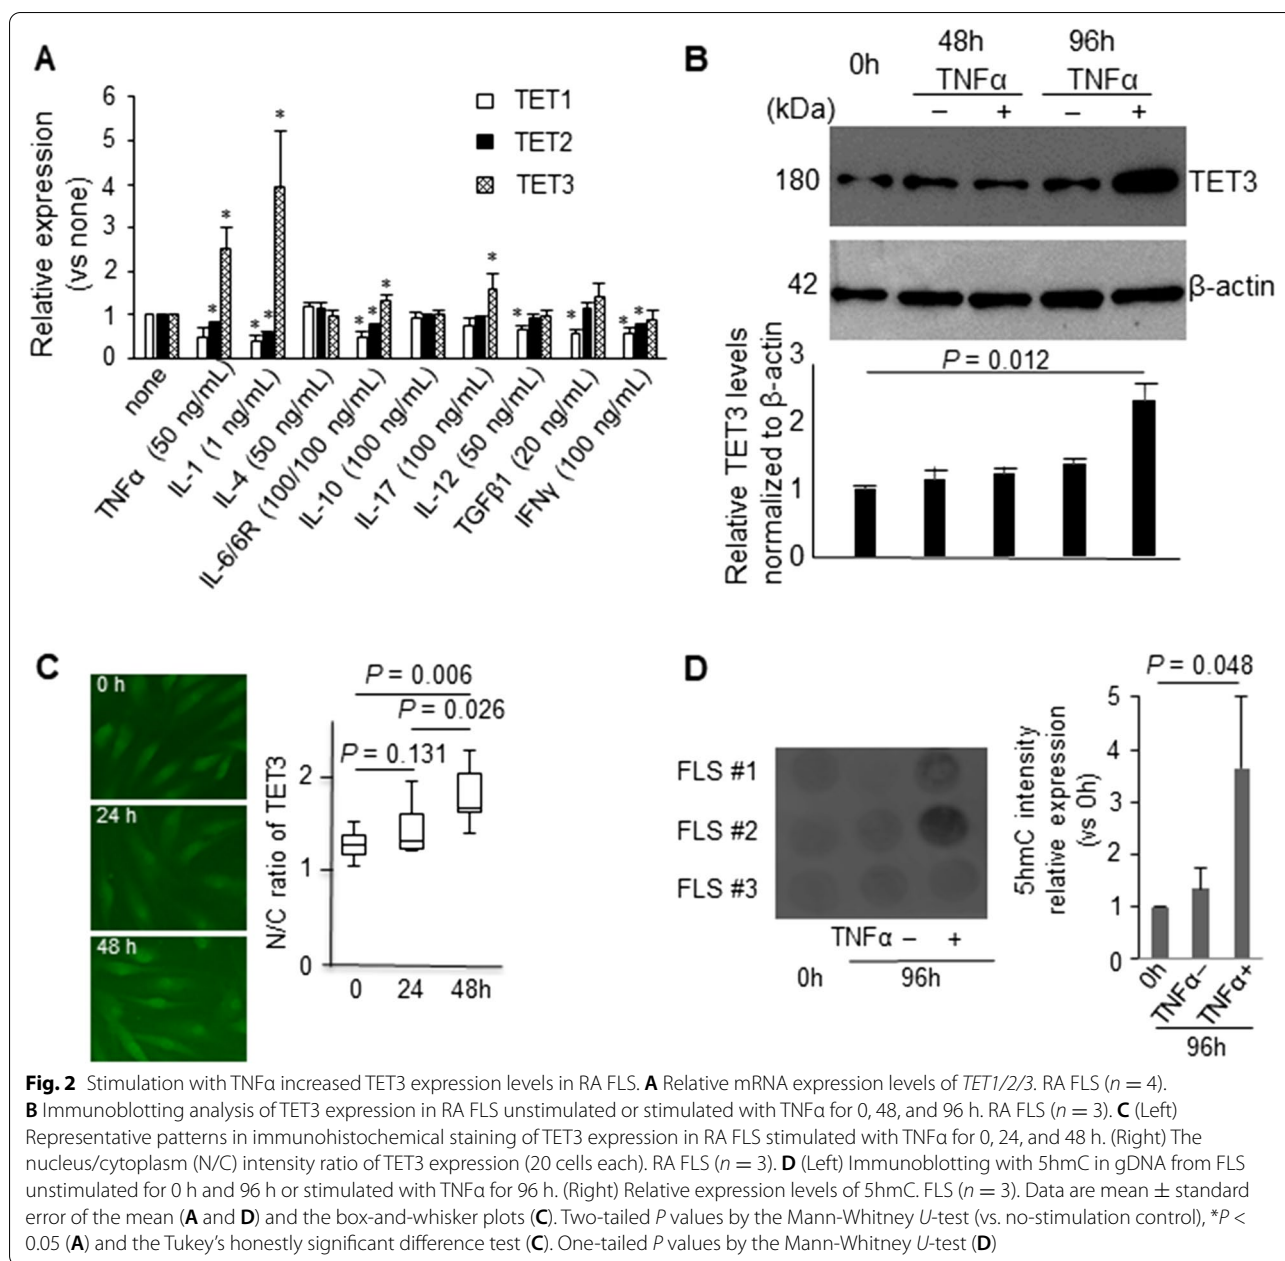 A
Relative expression
(vs none)
6
5
4
3
2
1
0
TET1
TET2
TET3
*
*
*
*
*
*
*
*
*
*
*
*
*
*
none
TNFα (50 ng/mL)
IL-1 (1 ng/mL)
IL-4 (50 ng/mL)
IL-6/6R (100/100 ng/mL)
IL-10 (100 ng/mL)
IL-17 (100 ng/mL)
IL-12 (50 ng/mL)
TGFβ1 (20 ng/mL)
IFNγ (100 ng/mL)
B
48h 96h
0h TNFα TNFα
(kDa) – + – +
180 TET3
42 β-actin
Relative TET3 levels
normalized to β-actin
3
2
1
0
P = 0.012
C
0 h
24 h
48 h
P = 0.006
P = 0.026
P = 0.131
N/C ratio of TET3
2
1
0
0 24 48h
D
FLS #1
FLS #2
FLS #3
TNFα – +
0h 96h
P = 0.048
5hmC intensity
relative expression
(vs 0h)
5
4
3
2
1
0
0h
TNFα–
TNFα+
96h
Fig. 2 Stimulation with TNFα increased TET3 expression levels in RA FLS. A Relative mRNA expression levels of TET1/2/3. RA FLS (n = 4).
B Immunoblotting analysis of TET3 expression in RA FLS unstimulated or stimulated with TNFα for 0, 48, and 96 h. RA FLS (n = 3). C (Left)
Representative patterns in immunohistochemical staining of TET3 expression in RA FLS stimulated with TNFα for 0, 24, and 48 h. (Right) The
nucleus/cytoplasm (N/C) intensity ratio of TET3 expression (20 cells each). RA FLS (n = 3). D (Left) Immunoblotting with 5hmC in gDNA from FLS
unstimulated for 0 h and 96 h or stimulated with TNFα for 96 h. (Right) Relative expression levels of 5hmC. FLS (n = 3). Data are mean ± standard
error of the mean (A and D) and the box-and-whisker plots (C). Two-tailed P values by the Mann-Whitney U-test (vs. no-stimulation control), *P <
0.05 (A) and the Tukey's honestly significant difference test (C). One-tailed P values by the Mann-Whitney U-test (D)